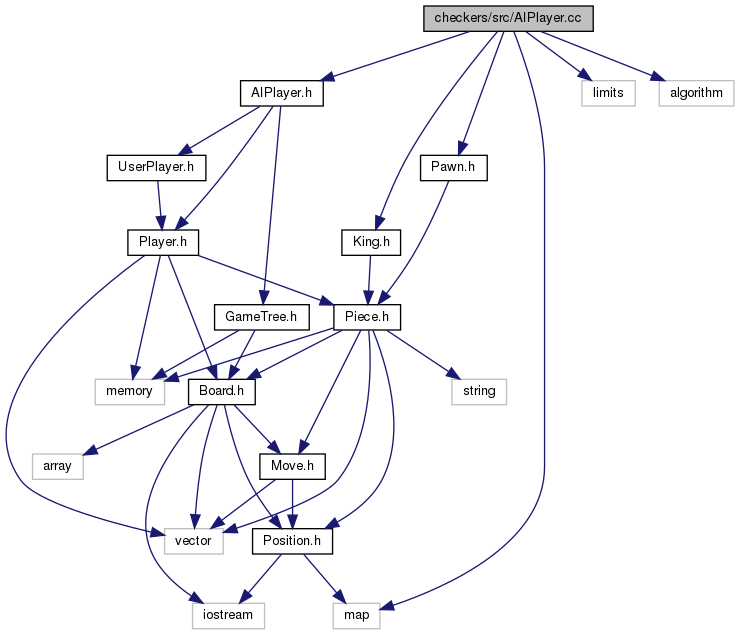 checkers/src/AIPlayer.cc
AIPlayer.h
limits
algorithm
UserPlayer.h
Pawn.h
Player.h
King.h
GameTree.h
Piece.h
memory
Board.h
string
array
Move.h
vector
Position.h
iostream
map